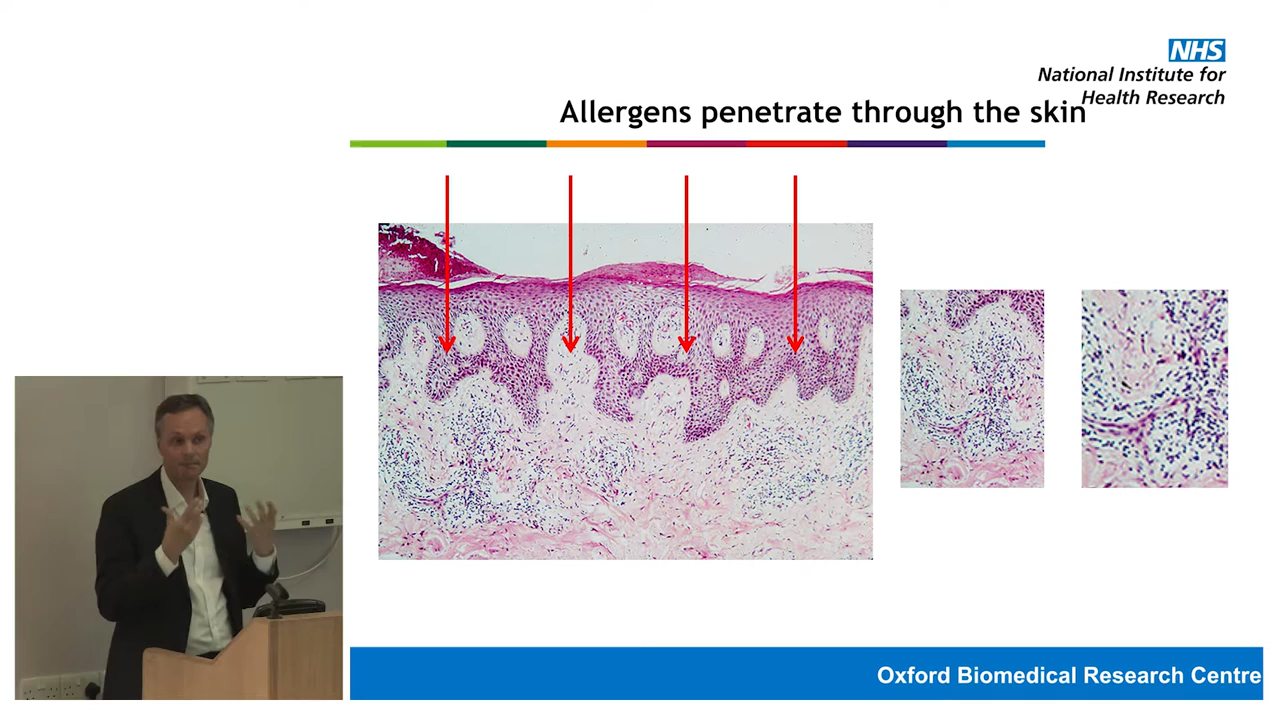 NHS
National Institute for
Health Research
Allergens penetrate through the skin
Oxford Biomedical Research Centre